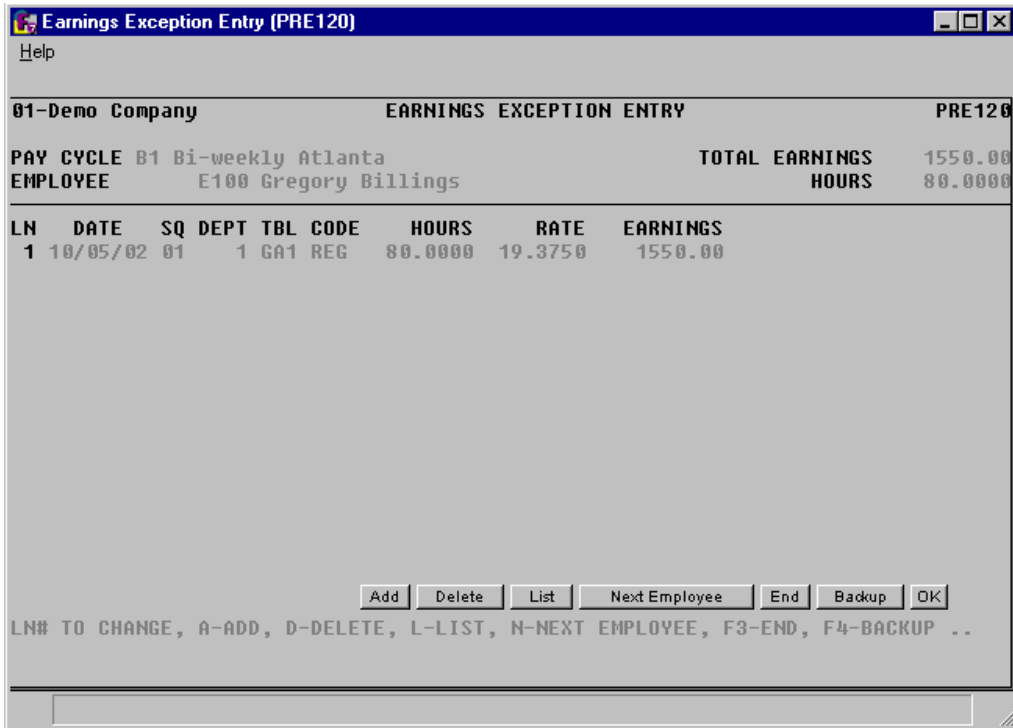 Earnings Exception Entry (PRE120)
Help
01-Demo Company EARNINGS EXCEPTION ENTRY PRE120
PAY CYCLE B1 Bi-weekly Atlanta TOTAL EARNINGS 1550.00
EMPLOYEE E100 Gregory Billings HOURS 80.0000
LN DATE SQ DEPT TBL CODE HOURS RATE EARNINGS
1 10/05/02 01 1 GA1 REG 80.0000 19.3750 1550.00
Add Delete List Next Employee End Backup OK
LN# TO CHANGE, A-ADD, D-DELETE, L-LIST, N-NEXT EMPLOYEE, F3-END, F4-BACKUP ..